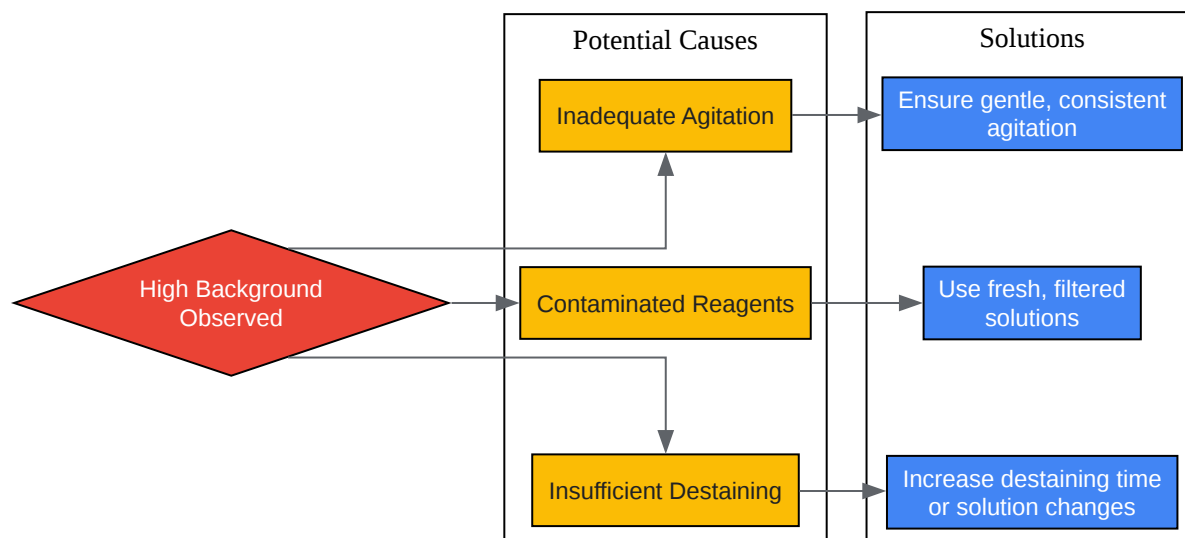 Potential Causes
Solutions
Inadequate Agitation
Ensure gentle, consistent
agitation
High Background
Observed
Contaminated Reagents
Use fresh, filtered
solutions
Insufficient Destaining
Increase destaining time
or solution changes